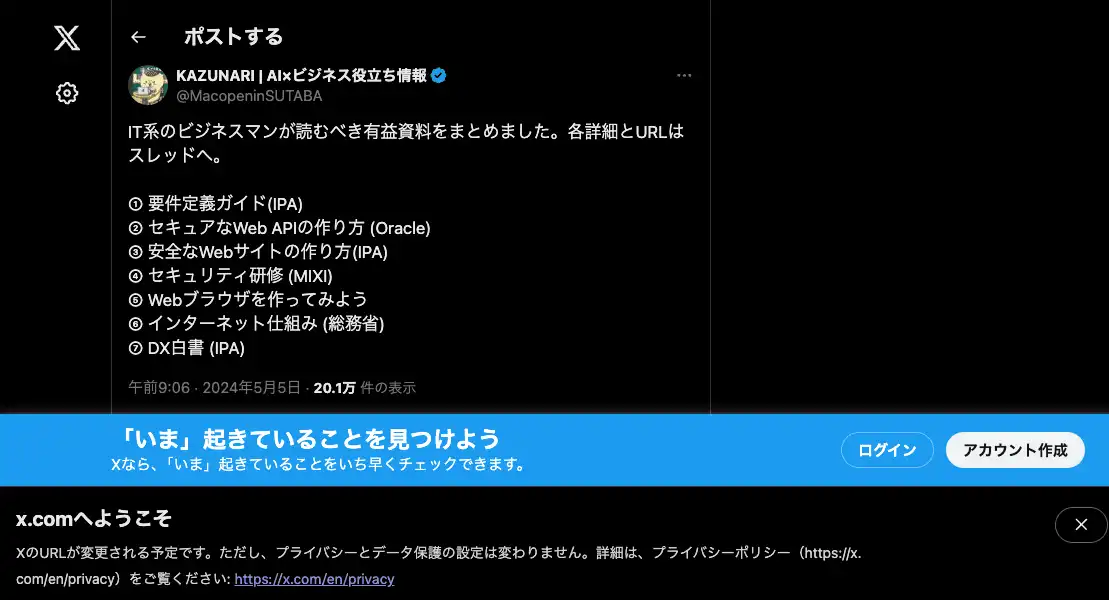 ポストする
KAZUNARI | AI×ビジネス役立ち情報
@MacopeninSUTABA
IT系のビジネスマンが読むべき有益資料をまとめました。各詳細とURLは
スレッドへ。
① 要件定義ガイド(IPA)
② セキュアなWeb APIの作り方 (Oracle)
③ 安全なWebサイトの作り方(IPA)
④ セキュリティ研修 (MIXI)
⑤ Webブラウザを作ってみよう
⑥ インターネット仕組み (総務省)
⑦ DX白書 (IPA)
午前9:06 · 2024年5月5日 · 20.1万 件の表示
「いま」起きていることを見つけよう
Xなら、「いま」起きていることをいち早くチェックできます。
ログイン
アカウント作成
x.comへようこそ
XのURLが変更される予定です。ただし、プライバシーとデータ保護の設定は変わりません。詳細は、プライバシーポリシー（https://x.
com/en/privacy）をご覧ください: https://x.com/en/privacy